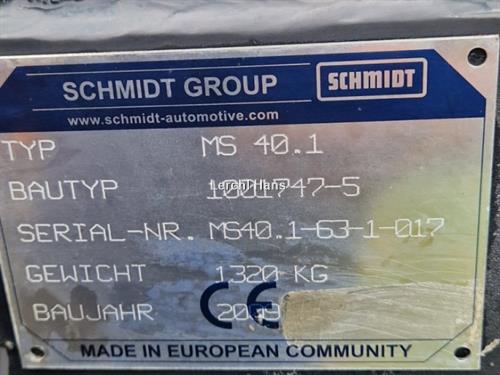 SCHMIDT GROUP SCHMIDT
www.schmidt-automotive.com
TYP MS 40.1
BAUTYP 1001747-5
Lerchl Hans
SERIAL-NR. MS40.1-63-1-017
GEWICHT 1320 KG
BAUJAHR CE
MADE IN EUROPEAN COMMUNITY